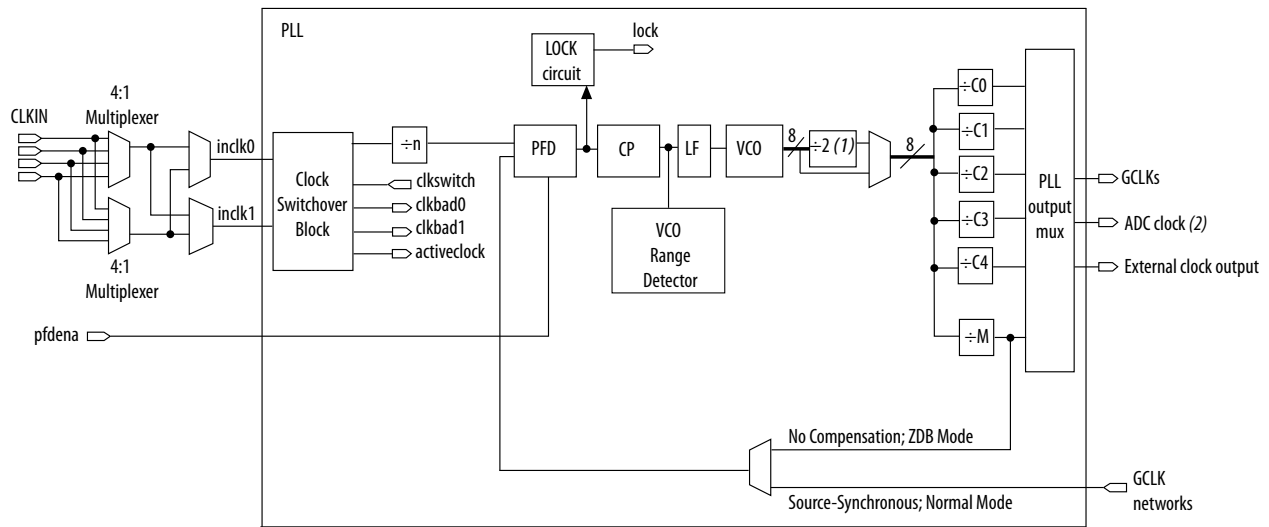 PLL
lock
LOCK
circuit
4:1
Multiplexer
CLKIN
inclk0
inclk1
4:1
Multiplexer
Clock
Switchover
Block
÷n
clkswitch
clkbad0
clkbad1
activeclock
PFD
CP
LF
VCO
8
÷2 (1)
8
VCO
Range
Detector
÷C0
÷C1
÷C2
÷C3
÷C4
÷M
PLL
output
mux
GCLKs
ADC clock (2)
External clock output
pfdena
No Compensation; ZDB Mode
Source-Synchronous; Normal Mode
GCLK
networks